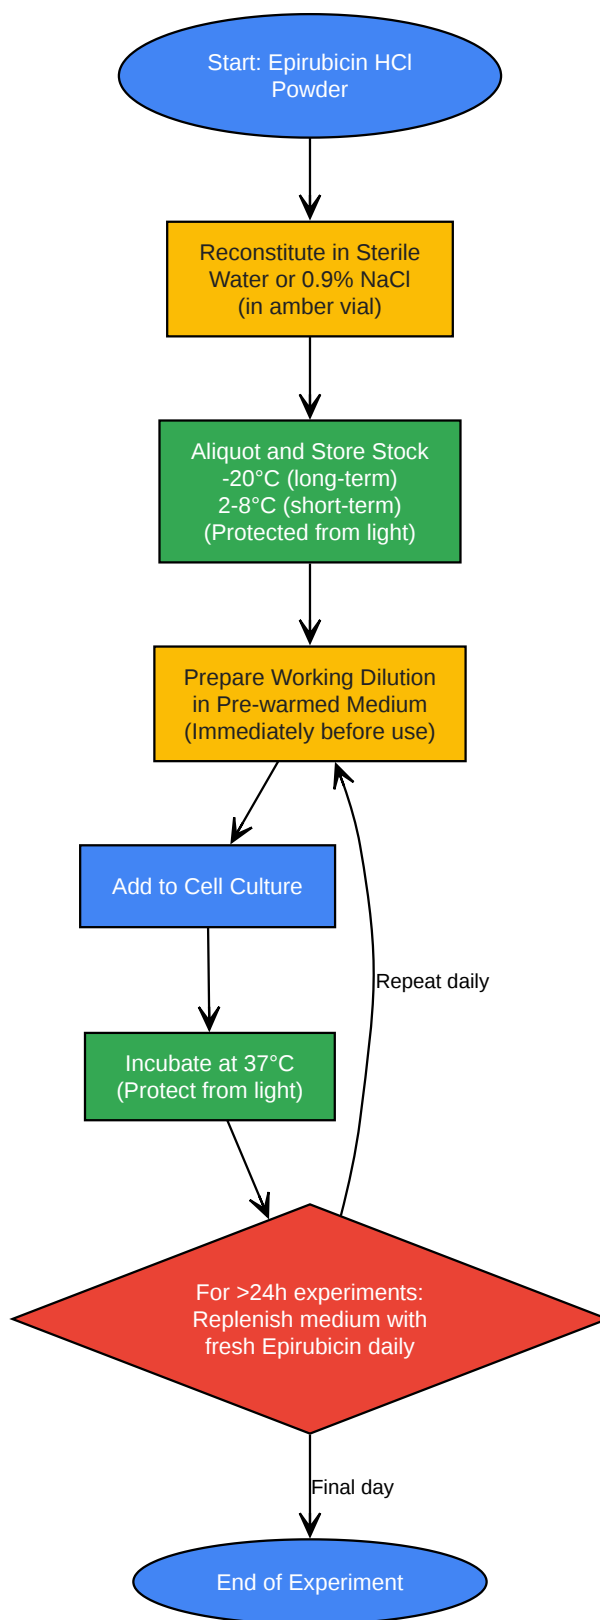 Start: Epirubicin HCl
Powder
Reconstitute in Sterile
Water or 0.9% NaCl
(in amber vial)
Aliquot and Store Stock
-20°C (long-term)
2-8°C (short-term)
(Protected from light)
Prepare Working Dilution
in Pre-warmed Medium
(Immediately before use)
Add to Cell Culture
Repeat daily
Incubate at 37°C
(Protect from light)
For >24h experiments:
Replenish medium with
fresh Epirubicin daily
Final day
End of Experiment